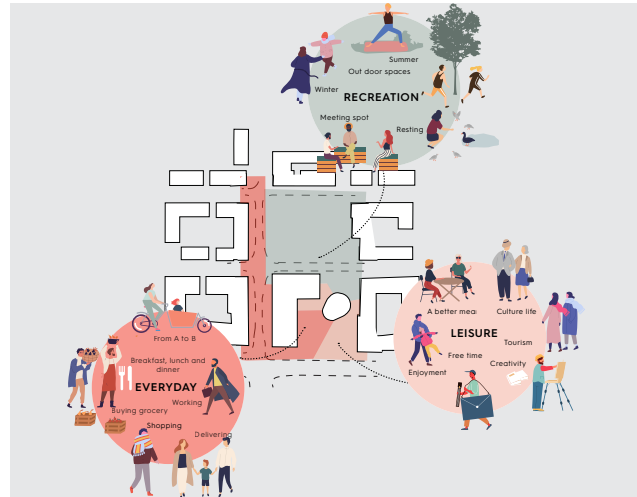 Summer
Out door spaces
Winter
RECREATION
Meeting spot
Resting
A better mea
Culture life
LEISURE
Tourism
Free time
Creativity
Enjoyment
From A to B
Breakfast, lunch and
dinner
EVERYDAY
Working
Buying grocery
Shopping
Delivering